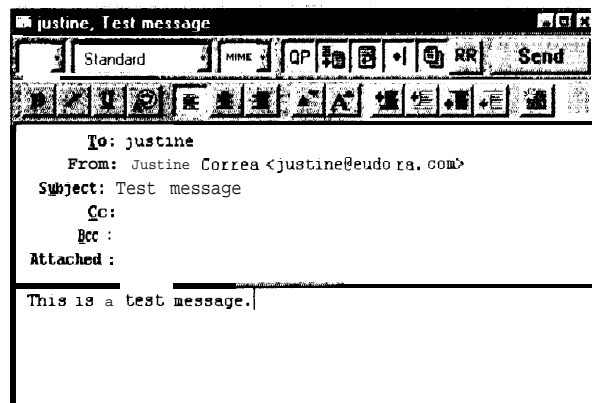 justine, Test message
Standard MIME QP RR Send
To: justine
From: Justine Correa <justine@eudora.com>
Subject: Test message
Cc:
Bcc :
Attached :
This is a test message.